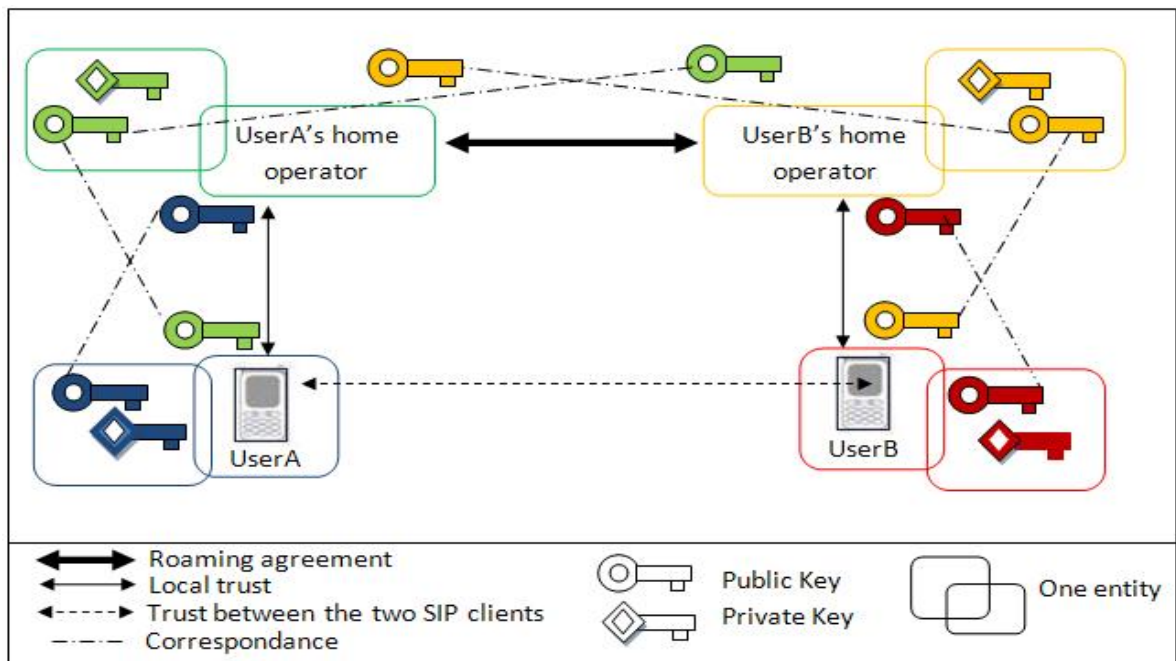 UserA's home
operator
UserB's home
operator
UserA
UserB
Roaming agreement
Local trust
Trust between the two SIP clients
Correspondance
Public Key
Private Key
One entity